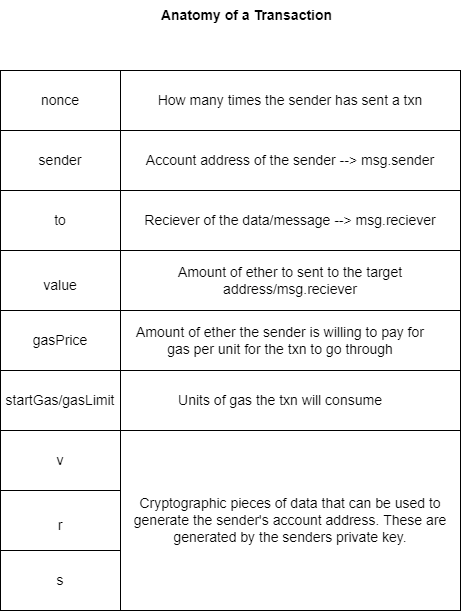 Anatomy of a Transaction
nonce
How many times the sender has sent a txn
sender
Account address of the sender --> msg.sender
to
Reciever of the data/message --> msg.reciever
value
Amount of ether to sent to the target
address/msg.reciever
gasPrice
Amount of ether the sender is willing to pay for
gas per unit for the txn to go through
startGas/gasLimit
Units of gas the txn will consume
v
r
s
Cryptographic pieces of data that can be used to
generate the sender's account address. These are
generated by the senders private key.